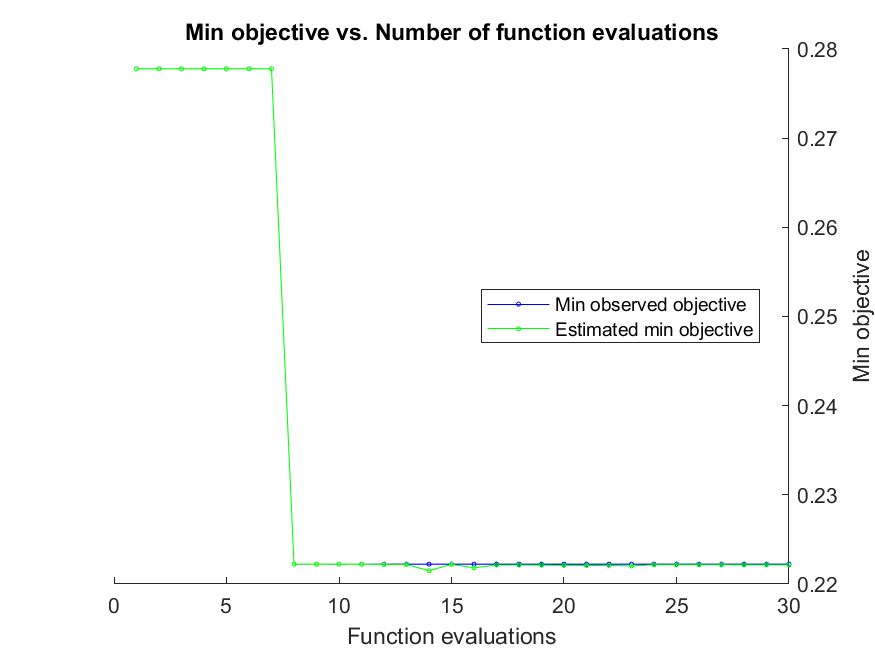 Min objective vs. Number of function evaluations
0.28
0.27
0.26
0.25
0.24
0.23
0.22
Min objective
Min observed objective
Estimated min objective
0 5 10 15 20 25 30
Function evaluations